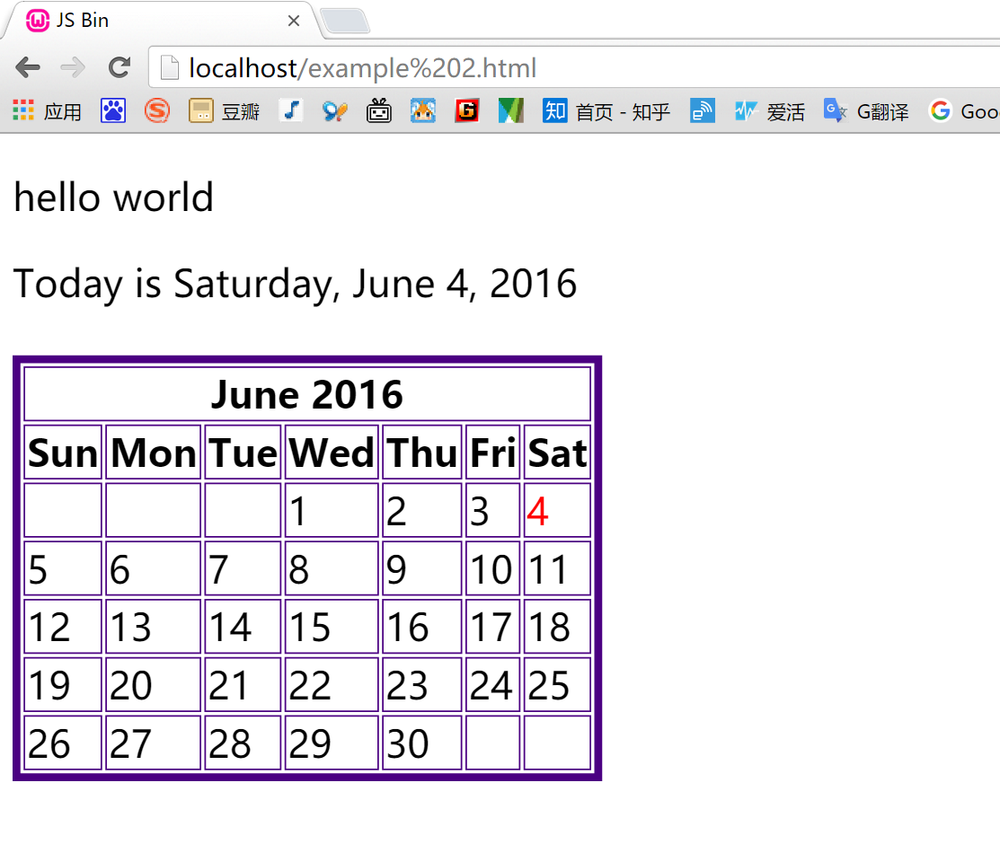 JS Bin
localhost/example%202.html
应用 豆瓣 知 首页 - 知乎 爱活 G翻译
hello world
Today is Saturday, June 4, 2016
June 2016
Sun Mon Tue Wed Thu Fri Sat
1 2 3 4
5 6 7 8 9 10 11
12 13 14 15 16 17 18
19 20 21 22 23 24 25
26 27 28 29 30